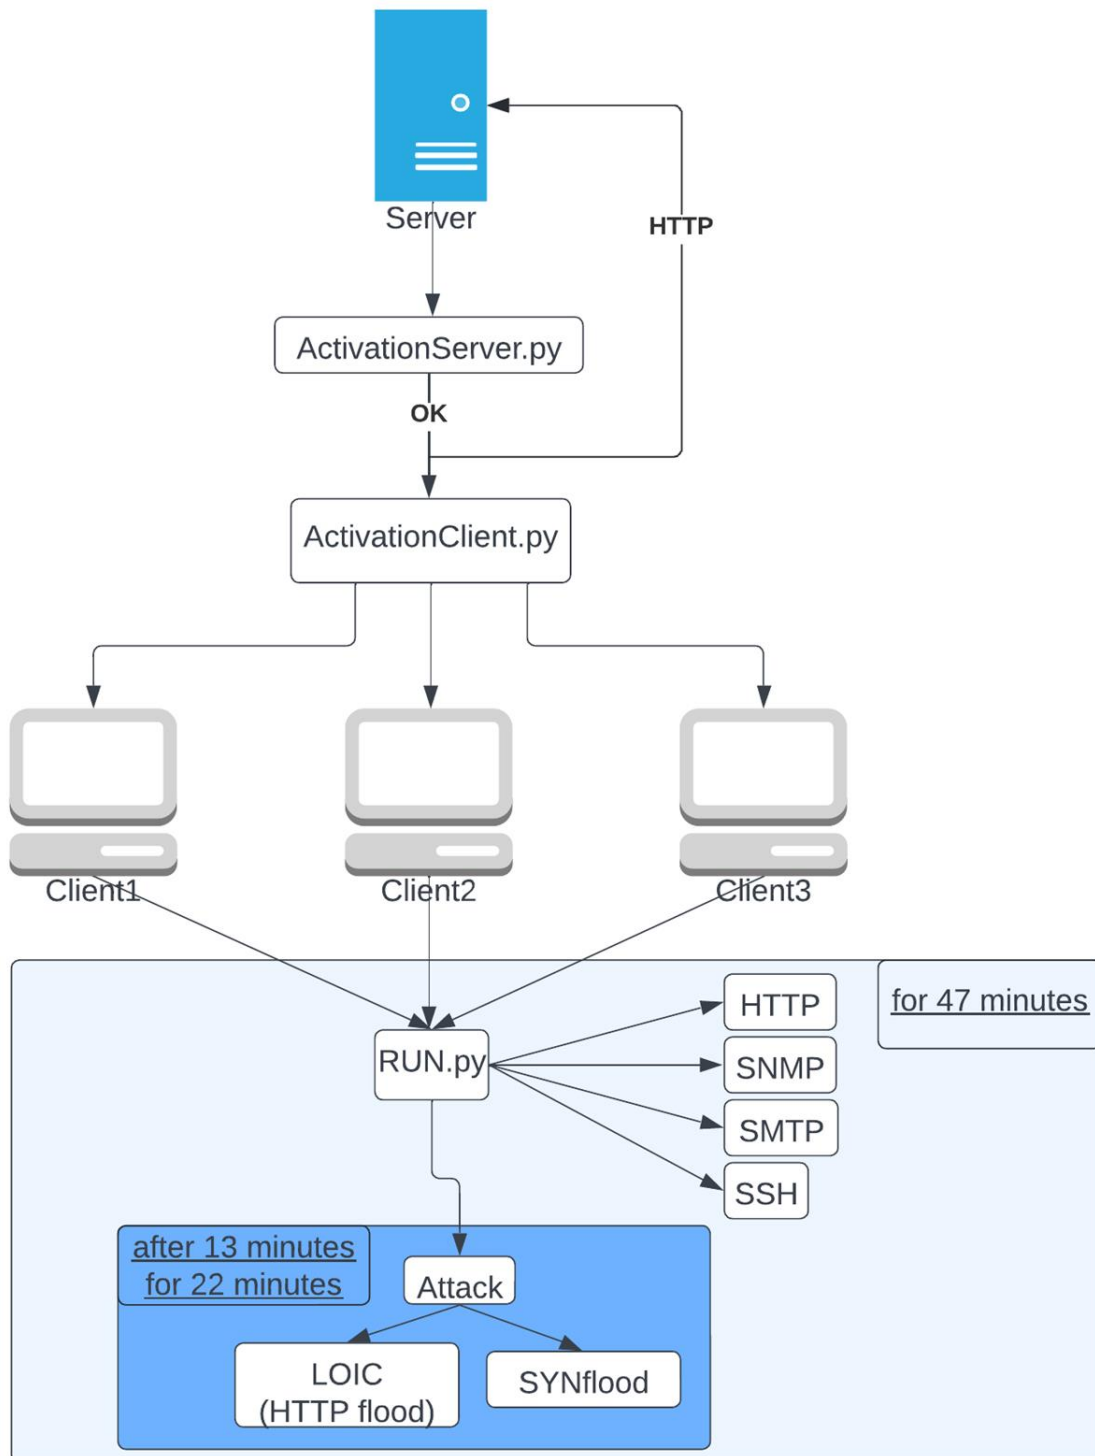 Server
HTTP
ActivationServer.py
OK
ActivationClient.py
Client1
Client2
Client3
for 47 minutes
HTTP
RUN.py
SNMP
SMTP
SSH
after 13 minutes
for 22 minutes
Attack
LOIC
(HTTP flood)
SYNflood